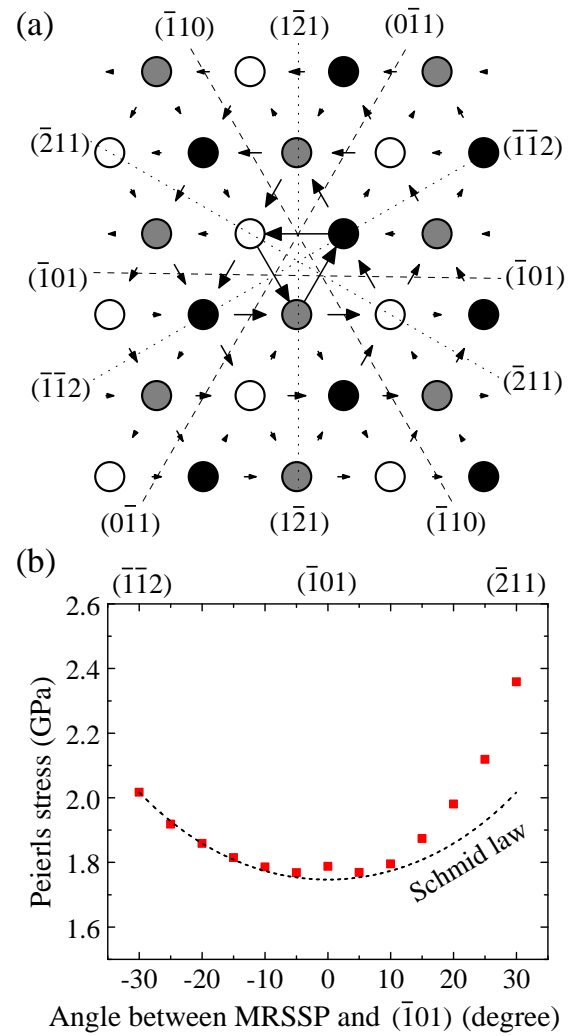 (a)
(1̄10) (12̄1) (01̄1)
(2̄11) (1̄1̄2)
(1̄01) (1̄01)
(1̄1̄2) (2̄11)
(01̄1) (12̄1) (1̄10)
(b)
(1̄1̄2) (1̄01) (2̄11)
2.6
2.4
2.2
2.0
1.8
1.6
Peierls stress (GPa)
Schmid law
-30 -20 -10 0 10 20 30
Angle between MRSSP and (1̄01) (degree)